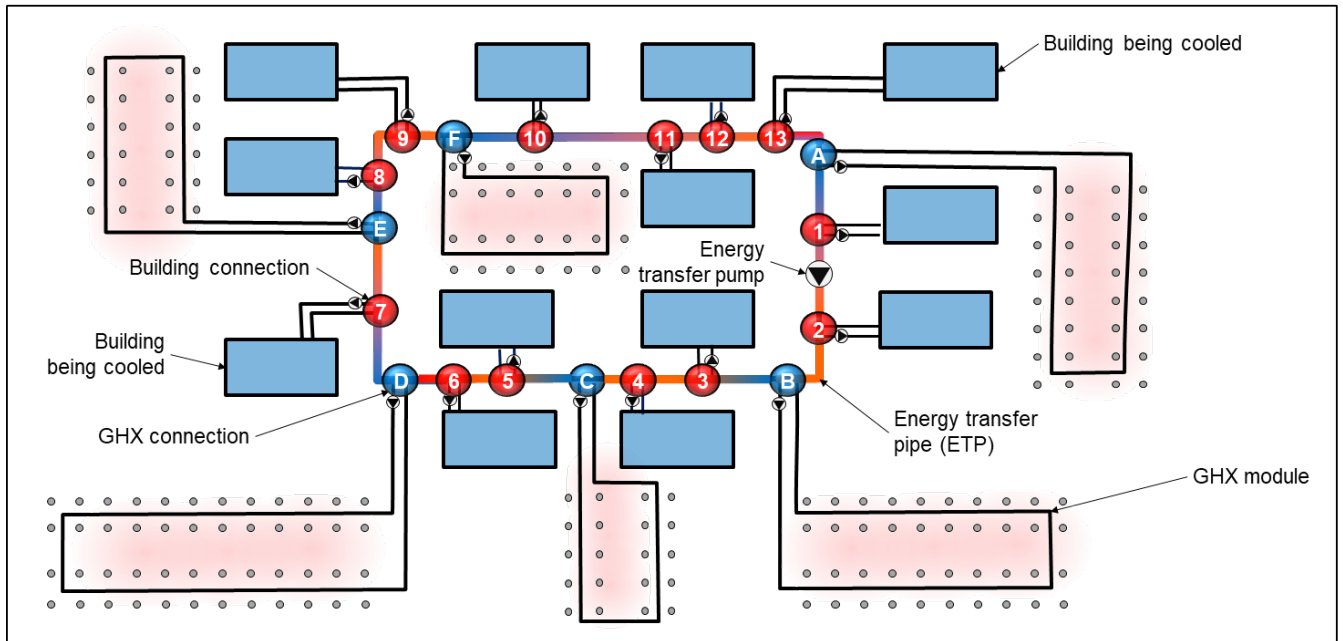 Building being cooled
9
F
10
11
12
13
A
8
E
1
Energy
transfer pump
Building connection
7
2
Building
being cooled
D
6
5
C
4
3
B
GHX connection
Energy transfer
pipe (ETP)
GHX module